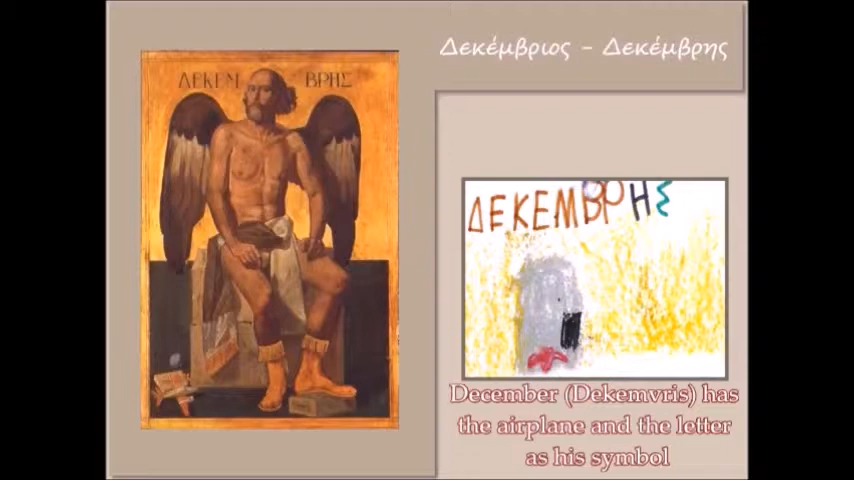 Δεκέμβριος – Δεκέμβρης
ΔΕΚΕΜ ΒΡΗΣ
ΔΕΚΕΜΒΡΗΣ
December (Dekemvris) has
the airplane and the letter
as his symbol